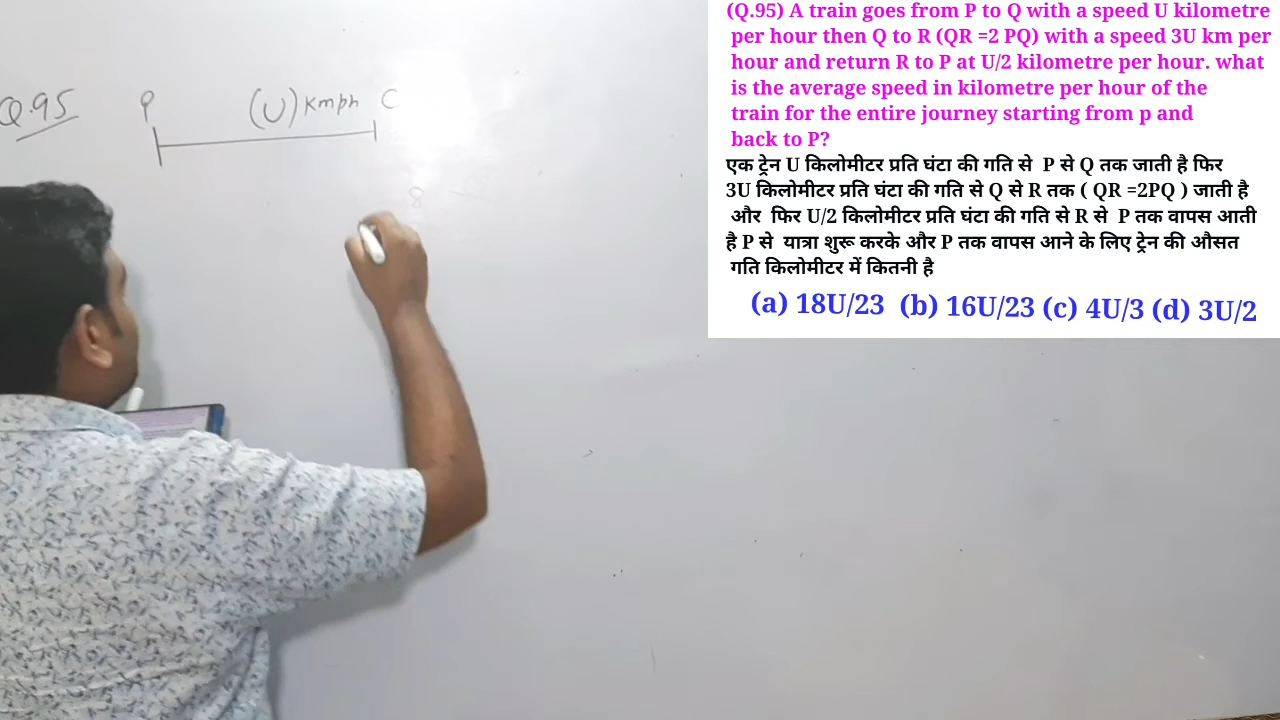 (Q.95) A train goes from P to Q with a speed U kilometre
per hour then Q to R (QR =2 PQ) with a speed 3U km per
hour and return R to P at U/2 kilometre per hour. what
is the average speed in kilometre per hour of the
train for the entire journey starting from p and
back to P?
एक ट्रेन U किलोमीटर प्रति घंटा की गति से P से Q तक जाती है फिर
3U किलोमीटर प्रति घंटा की गति से Q से R तक ( QR =2PQ ) जाती है
और फिर U/2 किलोमीटर प्रति घंटा की गति से R से P तक वापस आती
है P से यात्रा शुरू करके और P तक वापस आने के लिए ट्रेन की औसत
गति किलोमीटर में कितनी है
(a) 18U/23 (b) 16U/23 (c) 4U/3 (d) 3U/2
Q.95 P (U) kmph C